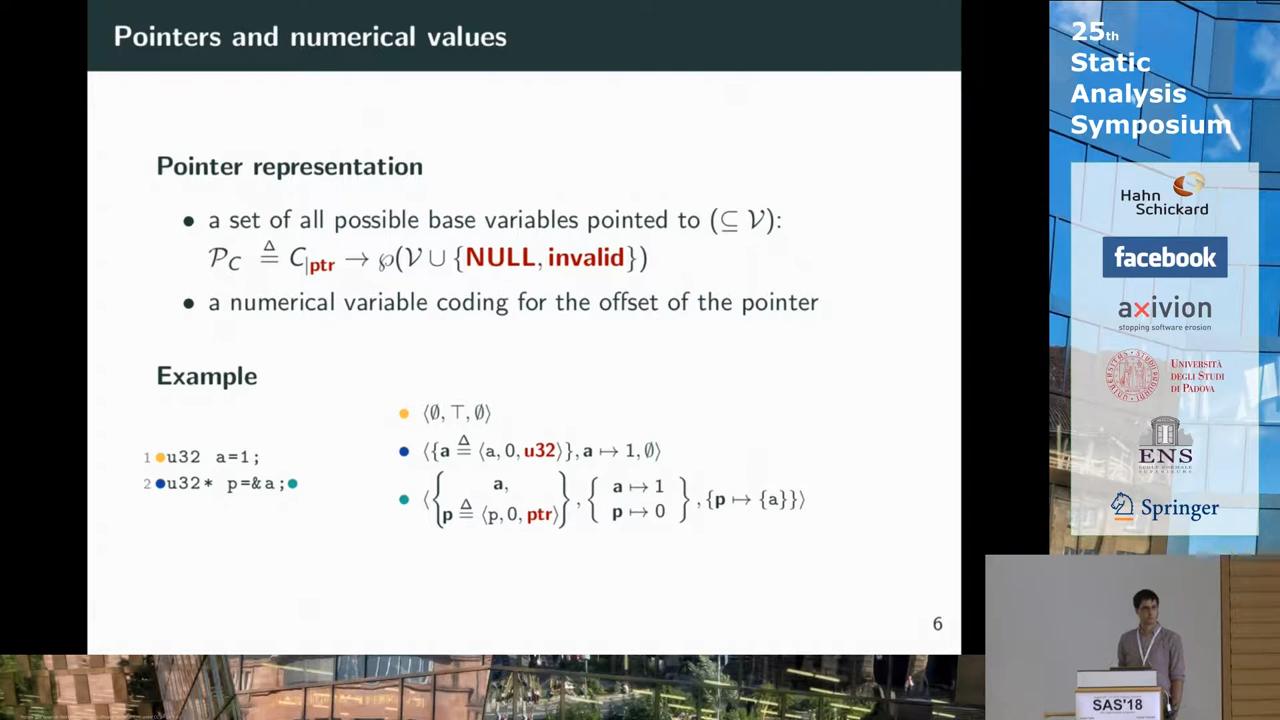 Pointers and numerical values
Pointer representation
• a set of all possible base variables pointed to (⊆ 𝒱):
𝒫_C ≜ C_|ptr → ℘(𝒱 ∪ {NULL, invalid})
• a numerical variable coding for the offset of the pointer
Example
1 u32 a=1;
2 u32* p=&a;
• ⟨∅, ⊤, ∅⟩
• ⟨{a ≜ ⟨a, 0, u32⟩}, a ↦ 1, ∅⟩
• ⟨{a, p ≜ ⟨p, 0, ptr⟩}, {a ↦ 1 p ↦ 0}, {p ↦ {a}}⟩
6
25th
Static
Analysis
Symposium
Hahn
Schickard
facebook
axivion
stopping software erosion
UNIVERSITÀ
DEGLI STUDI
DI PADOVA
ENS
Springer
SAS'18